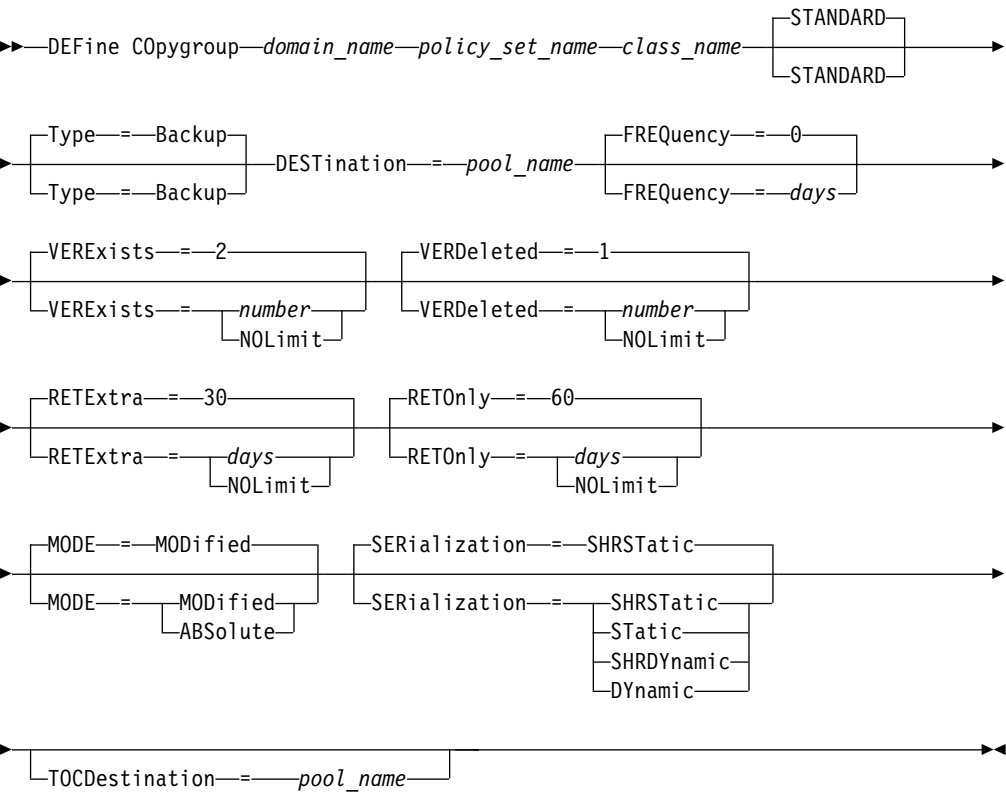 STANDARD
DEFine COpygroup domain_name policy_set_name class_name
STANDARD
Type = Backup FREQuency = 0
DESTination = pool_name
Type = Backup FREQuency = days
VERExists = 2 VERDeleted = 1
VERExists = number VERDeleted = number
NOLimit NOLimit
RETExtra = 30 RETOnly = 60
RETExtra = days RETOnly = days
NOLimit NOLimit
MODE = MODified SERialization = SHRSTatic
MODE = MODified SERialization = SHRSTatic
ABSolute STatic
SHRDYnamic
DYnamic
TOCDestination = pool_name